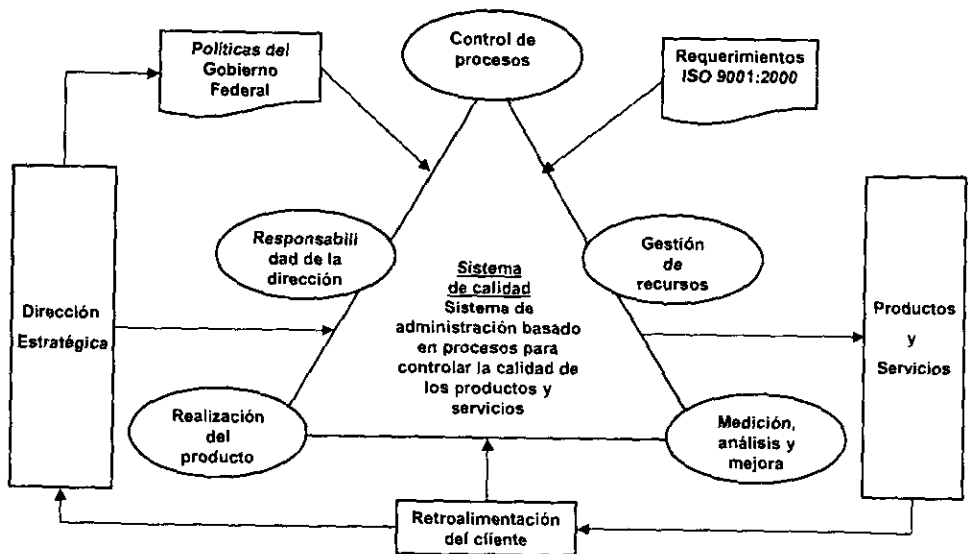 Control de
procesos
Políticas del
Gobierno
Federal
Requerimientos
ISO 9001:2000
Responsabili
dad de la
dirección
Gestión
de
recursos
Sistema
de calidad
Sistema de
administración basado
en procesos para
controlar la calidad de
los productos y
servicios
Dirección
Estratégica
Productos
y
Servicios
Realización
del
producto
Medición,
análisis y
mejora
Retroalimentación
del cliente